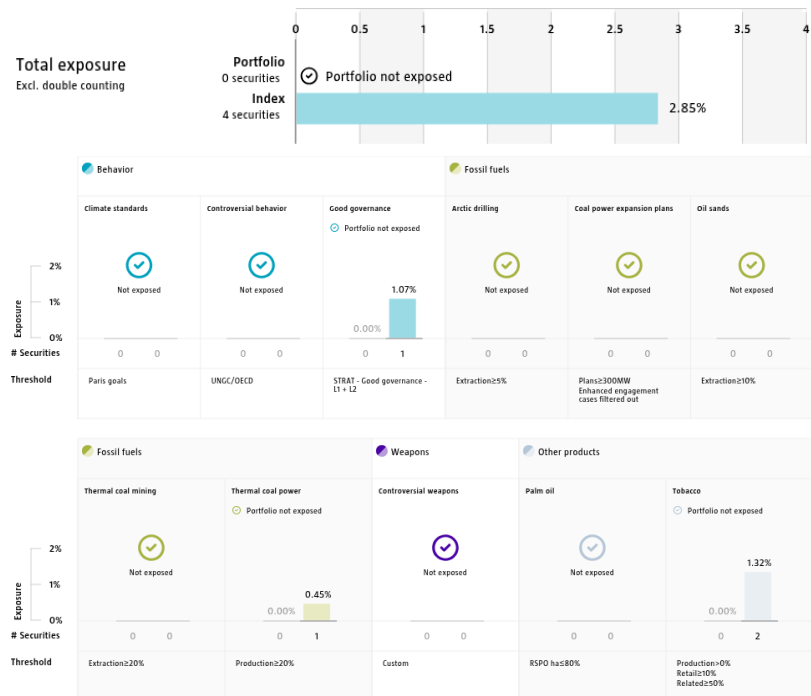 0 0.5 1 1.5 2 2.5 3 3.5 4
Total exposure
Excl. double counting
Portfolio
0 securities
Portfolio not exposed
Index
4 securities
2.85%
Behavior
Fossil fuels
Climate standards
Controversial behavior
Good governance
Arctic drilling
Coal power expansion plans
Oil sands
Portfolio not exposed
Exposure
2%
1%
0%
Not exposed
Not exposed
0.00%
1.07%
Not exposed
Not exposed
Not exposed
# Securities
0 0
0 0
0 1
0 0
0 0
0 0
Threshold
Paris goals
UNGC/OECD
STRAT - Good governance -
L1 + L2
Extraction≥5%
Plans≥300MW
Enhanced engagement
cases filtered out
Extraction≥10%
Fossil fuels
Weapons
Other products
Thermal coal mining
Thermal coal power
Controversial weapons
Palm oil
Tobacco
Portfolio not exposed
Portfolio not exposed
Exposure
2%
1%
0%
Not exposed
0.00%
0.45%
Not exposed
Not exposed
0.00%
1.32%
# Securities
0 0
0 1
0 0
0 0
0 2
Threshold
Extraction≥20%
Production≥20%
Custom
RSPO ha≤80%
Production>0%
Retail≥10%
Related≥50%